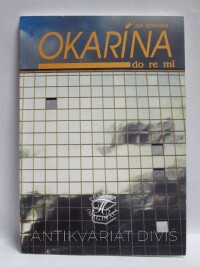 OKARÍNA
do re mi
ANTIKVARIÁT DIVIŠ